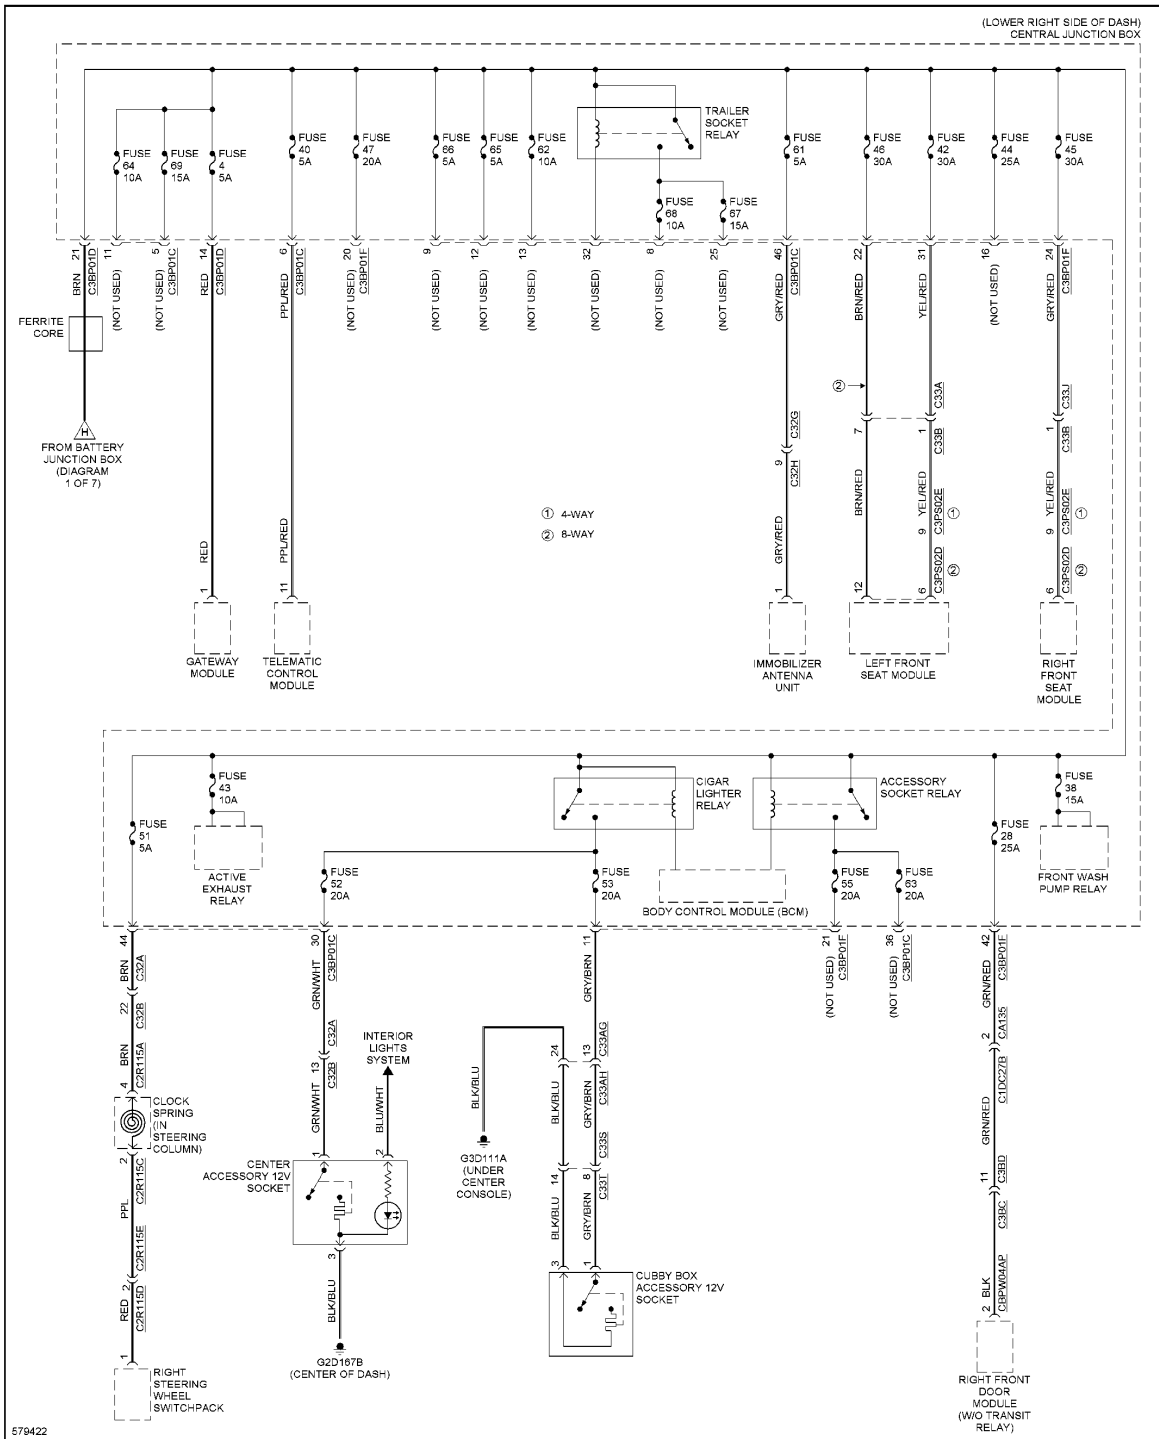 (LOWER RIGHT SIDE OF DASH)
CENTRAL JUNCTION BOX
TRAILER
SOCKET
RELAY
FUSE
64
10A
FUSE
69
15A
FUSE
4
5A
FUSE
40
5A
FUSE
47
20A
FUSE
66
5A
FUSE
65
5A
FUSE
62
10A
FUSE
68
10A
FUSE
67
15A
FUSE
61
5A
FUSE
46
30A
FUSE
42
30A
FUSE
44
25A
FUSE
45
30A
21
BRN
C3BP01D
11
(NOT USED)
5
(NOT USED)
C3BP01C
14
RED
C3BP01D
6
PPL/RED
C3BP01C
20
(NOT USED)
C3BP01F
9
(NOT USED)
12
(NOT USED)
13
(NOT USED)
32
(NOT USED)
8
(NOT USED)
25
(NOT USED)
46
GRY/RED
C3BP01C
22
BRN/RED
31
YEL/RED
16
(NOT USED)
24
GRY/RED
C3BP01F
FERRITE
CORE
H
FROM BATTERY
JUNCTION BOX
(DIAGRAM
1 OF 7)
2
C32G
9
C32H
C33A
7
1
C33B
C33J
1
C33B
1 4-WAY
2 8-WAY
RED
1
PPL/RED
11
GRY/RED
1
BRN/RED
12
YEL/RED
9
C3PS02E
1
6
C3PS02D
2
YEL/RED
9
C3PS02E
1
6
C3PS02D
2
GATEWAY
MODULE
TELEMATIC
CONTROL
MODULE
IMMOBILIZER
ANTENNA
UNIT
LEFT FRONT
SEAT MODULE
RIGHT
FRONT
SEAT
MODULE
FUSE
51
5A
FUSE
43
10A
ACTIVE
EXHAUST
RELAY
CIGAR
LIGHTER
RELAY
ACCESSORY
SOCKET RELAY
FUSE
52
20A
FUSE
53
20A
BODY CONTROL MODULE (BCM)
FUSE
55
20A
FUSE
63
20A
FUSE
28
25A
FUSE
38
15A
FRONT WASH
PUMP RELAY
44
BRN
C32A
22
C32B
BRN
C2R115A
4
CLOCK
SPRING
(IN
STEERING
COLUMN)
2
C2R115C
PPL
C2R115E
2
C2R115D
RED
1
RIGHT
STEERING
WHEEL
SWITCHPACK
30
C3BP01C
GRN/WHT
C32A
13
C32B
GRN/WHT
1
INTERIOR
LIGHTS
SYSTEM
BLU/WHT
2
CENTER
ACCESSORY 12V
SOCKET
3
BLK/BLU
G2D167B
(CENTER OF DASH)
11
GRY/BRN
24
13
C33AG
C33AH
BLK/BLU
BLK/BLU
GRY/BRN
C33S
G3D111A
(UNDER
CENTER
CONSOLE)
14
8
C33T
BLK/BLU
GRY/BRN
3
1
CUBBY BOX
ACCESSORY 12V
SOCKET
21
(NOT USED)
C3BP01F
36
(NOT USED)
C3BP01C
42
C3BP01F
GRN/RED
CA135
2
C1DC27B
GRN/RED
C3BD
11
C3BC
BLK
CBPW04AP
2
RIGHT FRONT
DOOR
MODULE
(W/O TRANSIT
RELAY)
579422